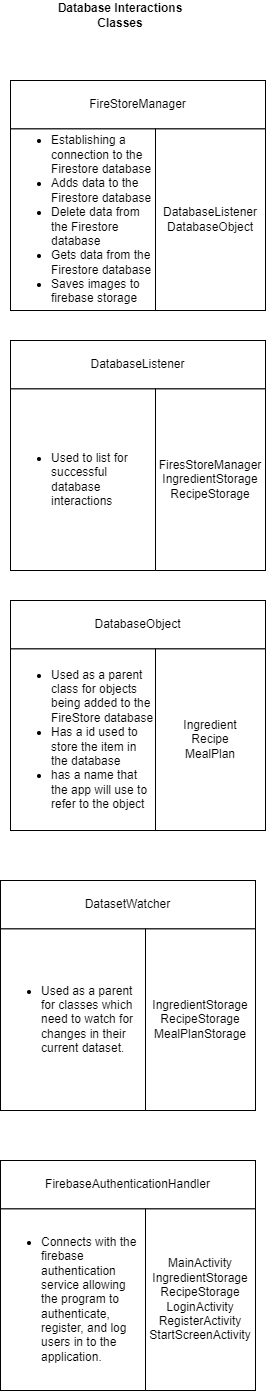 Database Interactions
Classes
FireStoreManager
• Establishing a
connection to the
Firestore database
• Adds data to the
Firestore database
• Delete data from
the Firestore
database
• Gets data from the
Firestore database
• Saves images to
firebase storage
DatabaseListener
DatabaseObject
DatabaseListener
• Used to list for
successful
database
interactions
FiresStoreManager
IngredientStorage
RecipeStorage
DatabaseObject
• Used as a parent
class for objects
being added to the
FireStore database
• Has a id used to
store the item in
the database
• has a name that
the app will use to
refer to the object
Ingredient
Recipe
MealPlan
DatasetWatcher
• Used as a parent
for classes which
need to watch for
changes in their
current dataset.
IngredientStorage
RecipeStorage
MealPlanStorage
FirebaseAuthenticationHandler
• Connects with the
firebase
authentication
service allowing
the program to
authenticate,
register, and log
users in to the
application.
MainActivity
IngredientStorage
RecipeStorage
LoginActivity
RegisterActivity
StartScreenActivity